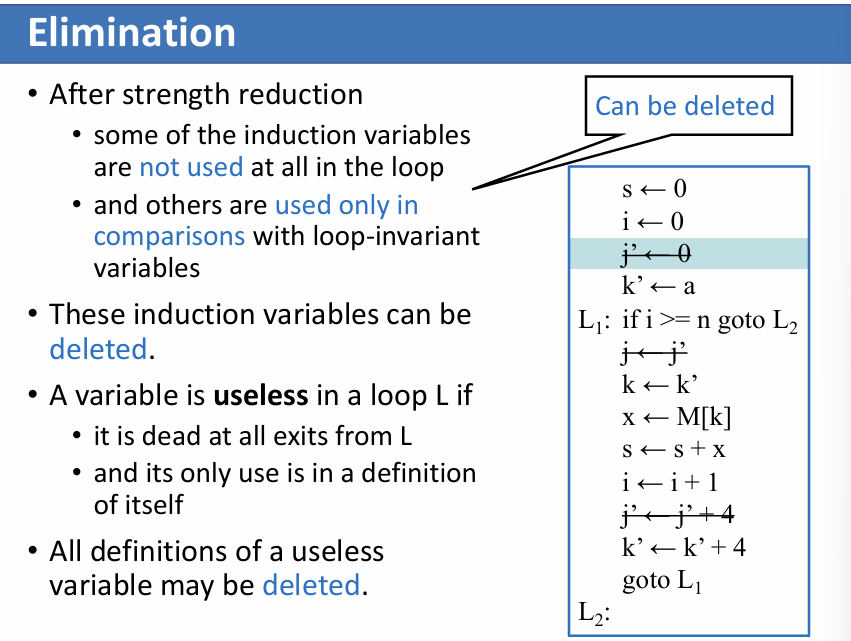 Elimination
• After strength reduction
• some of the induction variables
are not used at all in the loop
• and others are used only in
comparisons with loop-invariant
variables
• These induction variables can be
deleted.
• A variable is useless in a loop L if
• it is dead at all exits from L
• and its only use is in a definition
of itself
• All definitions of a useless
variable may be deleted.
Can be deleted
s ← 0
i ← 0
j’ ← 0
k’ ← a
L₁: if i >= n goto L₂
j ← j’
k ← k’
x ← M[k]
s ← s + x
i ← i + 1
j’ ← j’ + 4
k’ ← k’ + 4
goto L₁
L₂: